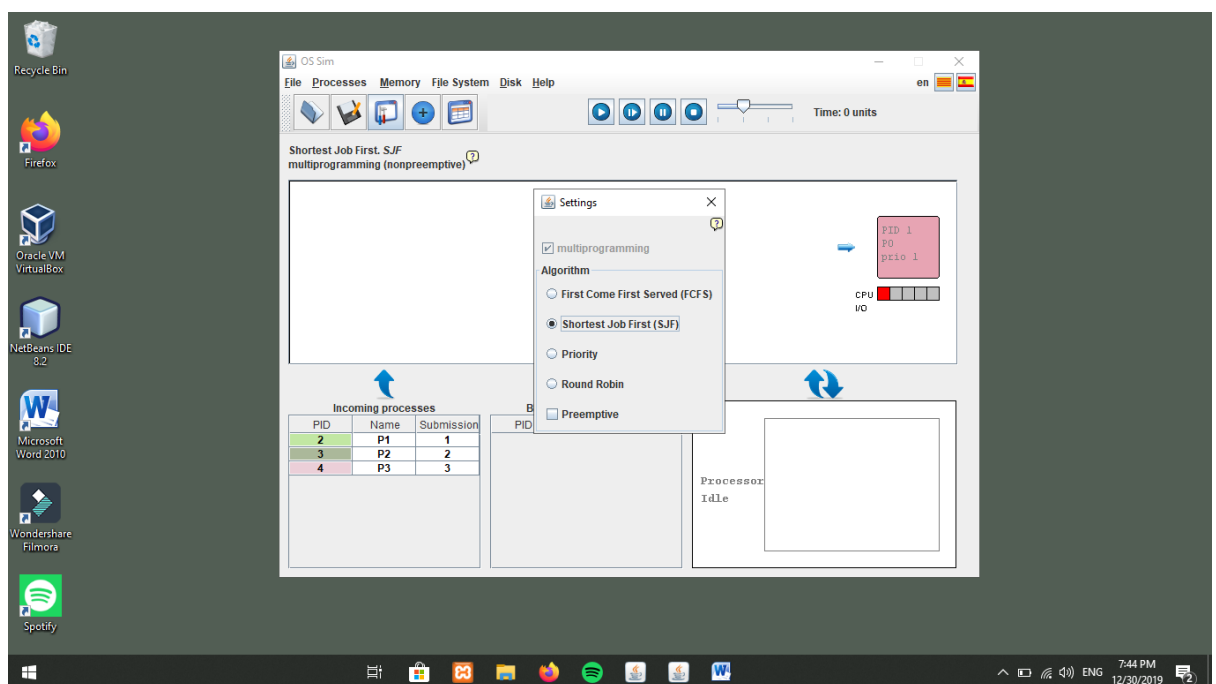 Recycle Bin
Firefox
Oracle VM
VirtualBox
NetBeans IDE
8.2
Microsoft
Word 2010
Wondershare
Filmora
Spotify
OS Sim
File Processes Memory File System Disk Help
en
Time: 0 units
Shortest Job First. SJF
multiprogramming (nonpreemptive)
Settings
multiprogramming
Algorithm
First Come First Served (FCFS)
Shortest Job First (SJF)
Priority
Round Robin
Preemptive
PID 1
P0
prio 1
CPU
I/O
Incoming processes
PID Name Submission
2 P1 1
3 P2 2
4 P3 3
B
PID
Processor
Idle
ENG
7:44 PM
12/30/2019
2